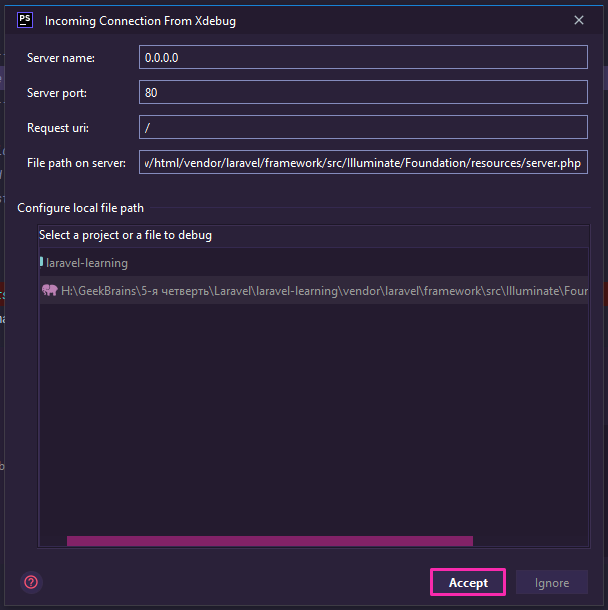 PS
Incoming Connection From Xdebug
Server name: 0.0.0.0
Server port: 80
Request uri: /
File path on server: /html/vendor/laravel/framework/src/Illuminate/Foundation/resources/server.php
Configure local file path
Select a project or a file to debug
laravel-learning
H:\GeekBrains\5-я четверть\Laravel\laravel-learning\vendor\laravel\framework\src\Illuminate\Four
? Accept Ignore